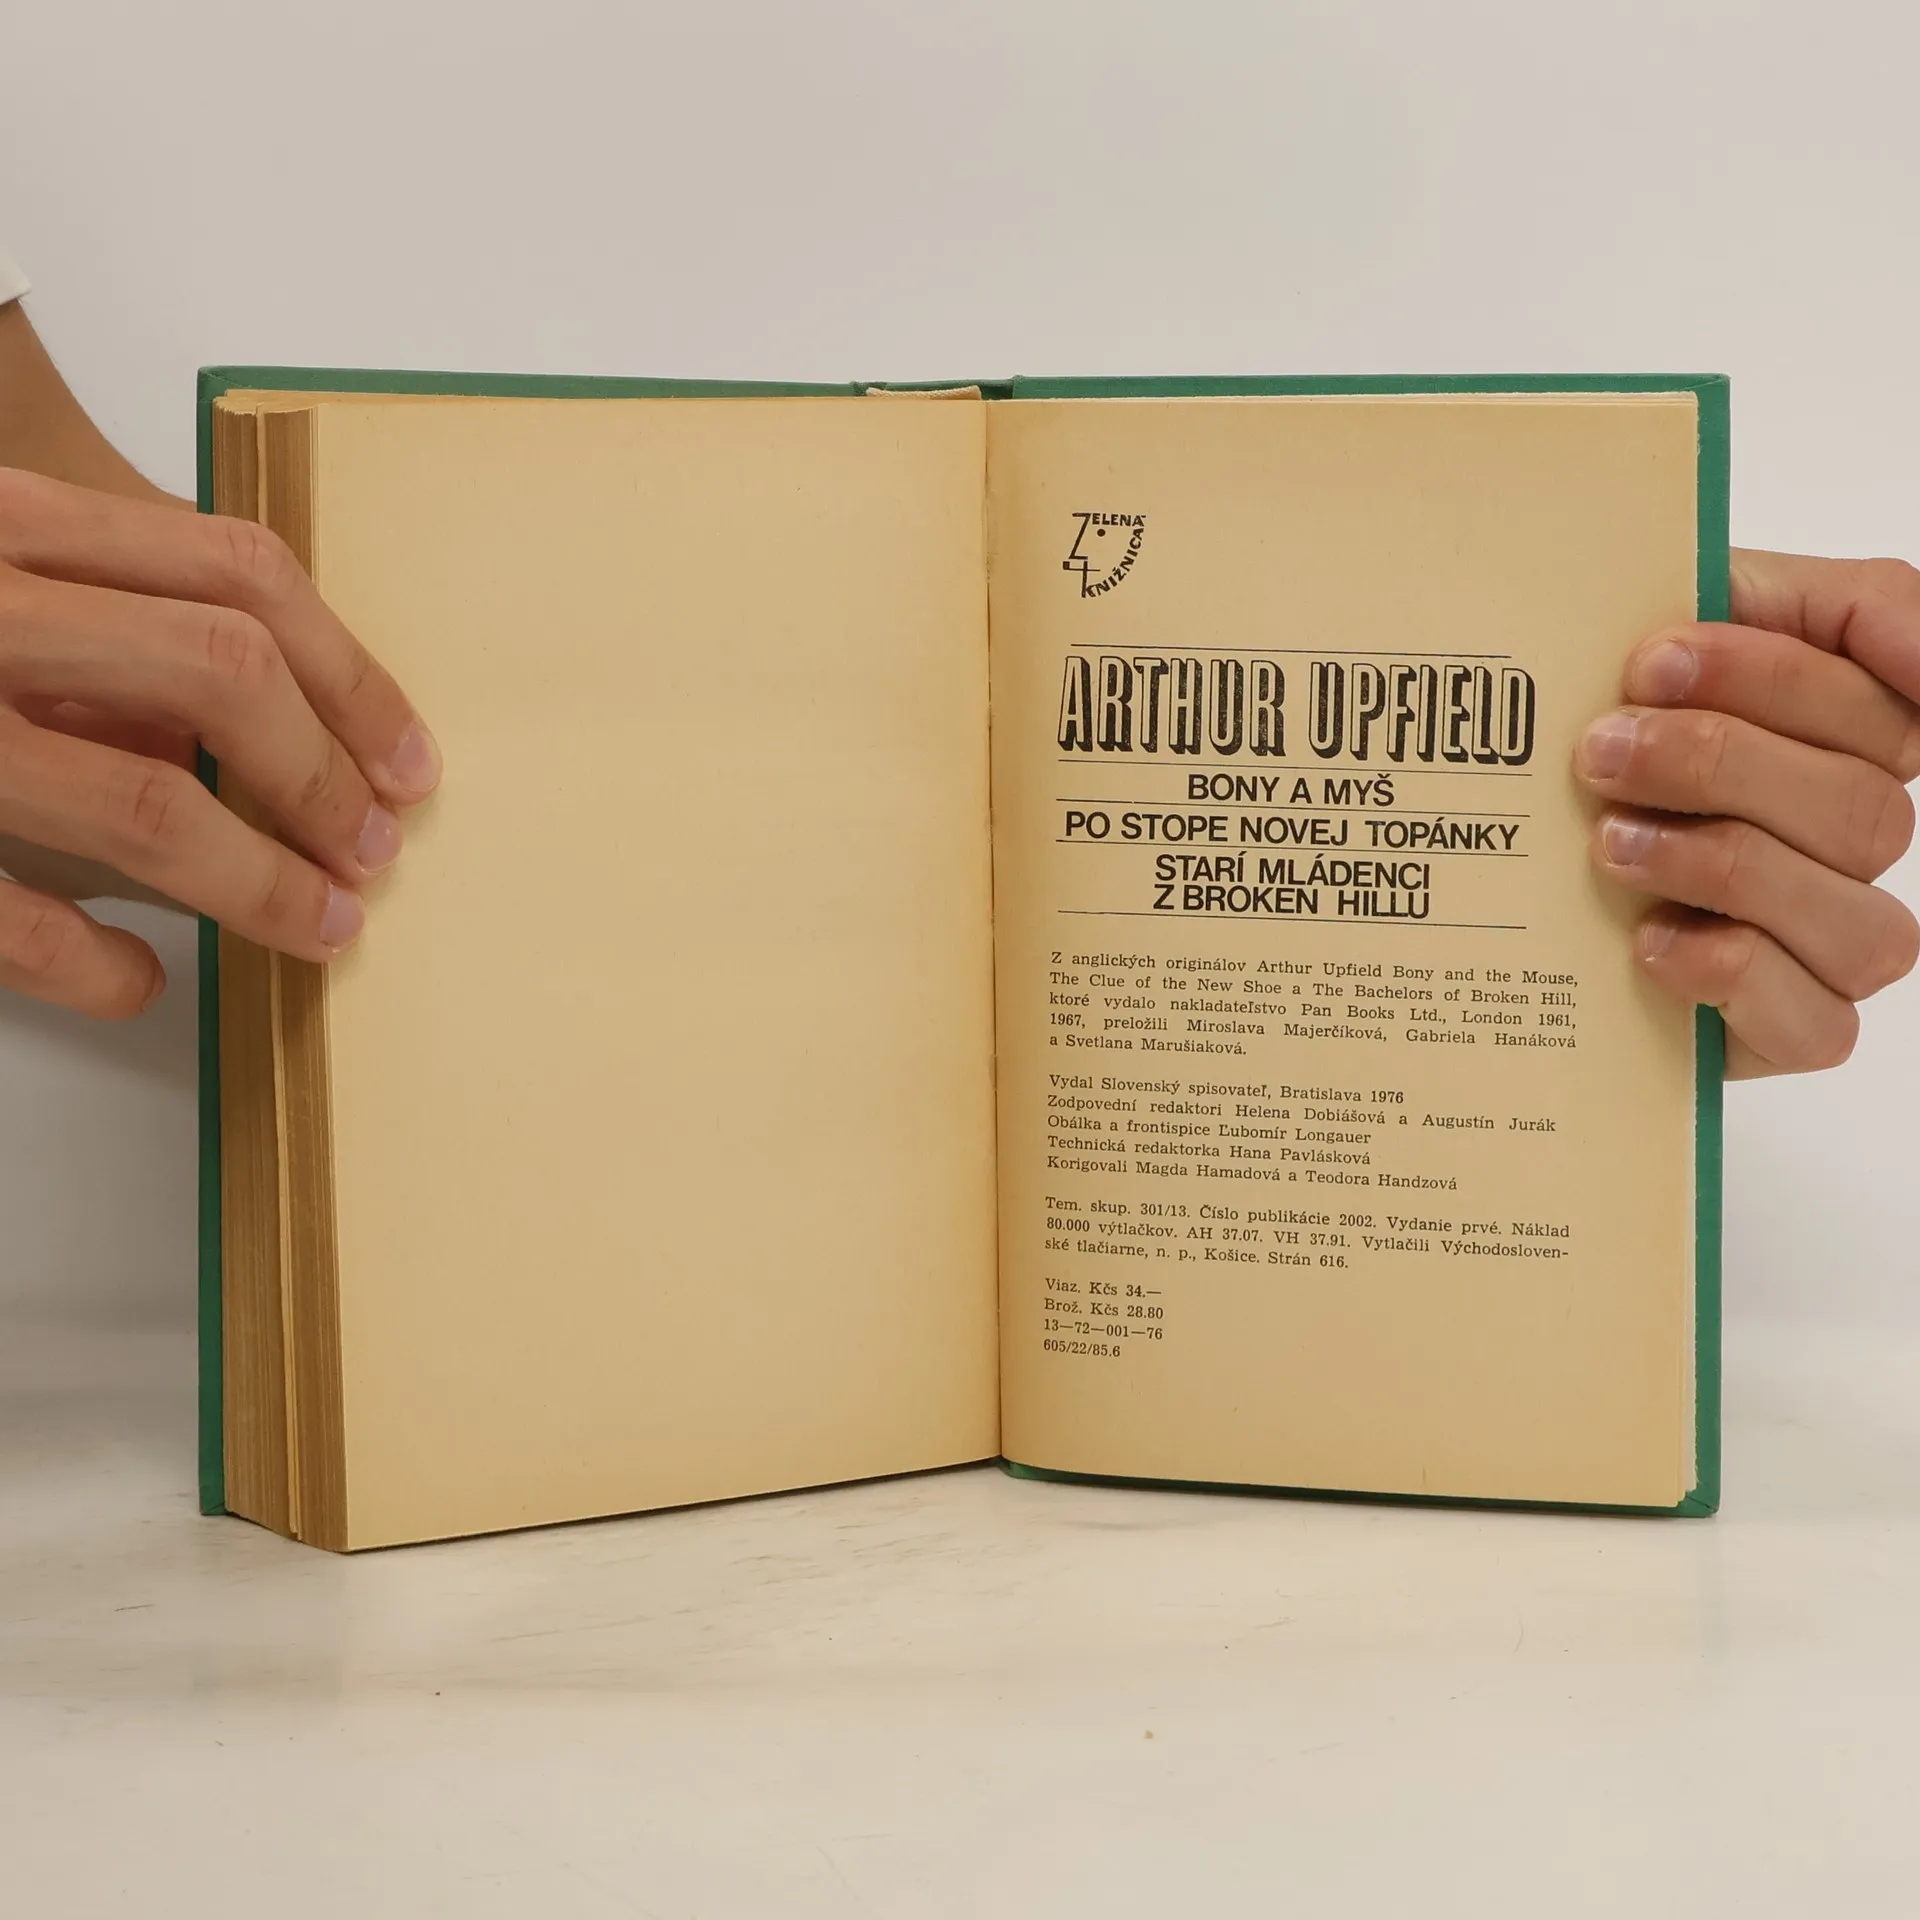 ZELENÁ
KNIŽNICA
ARTHUR UPFIELD
BONY A MYŠ
PO STOPE NOVEJ TOPÁNKY
STARÍ MLÁDENCI
Z BROKEN HILLU
Z anglických originálov Arthur Upfield Bony and the Mouse,
The Clue of the New Shoe a The Bachelors of Broken Hill,
ktoré vydalo nakladateľstvo Pan Books Ltd., London 1961,
1967, preložili Miroslava Majerčíková, Gabriela Hanáková
a Svetlana Marušiaková.
Vydal Slovenský spisovateľ, Bratislava 1976
Zodpovední redaktori Helena Dobiášová a Augustín Jurák
Obálka a frontispice Ľubomír Longauer
Technická redaktorka Hana Pavlásková
Korigovali Magda Hamadová a Teodora Handzová
Tem. skup. 301/13. Číslo publikácie 2002. Vydanie prvé. Náklad
80.000 výtlačkov. AH 37.07. VH 37.91. Vytlačili Východosloven-
ské tlačiarne, n. p., Košice. Strán 616.
Viaz. Kčs 34.—
Brož. Kčs 28.80
13—72—001—76
605/22/85.6